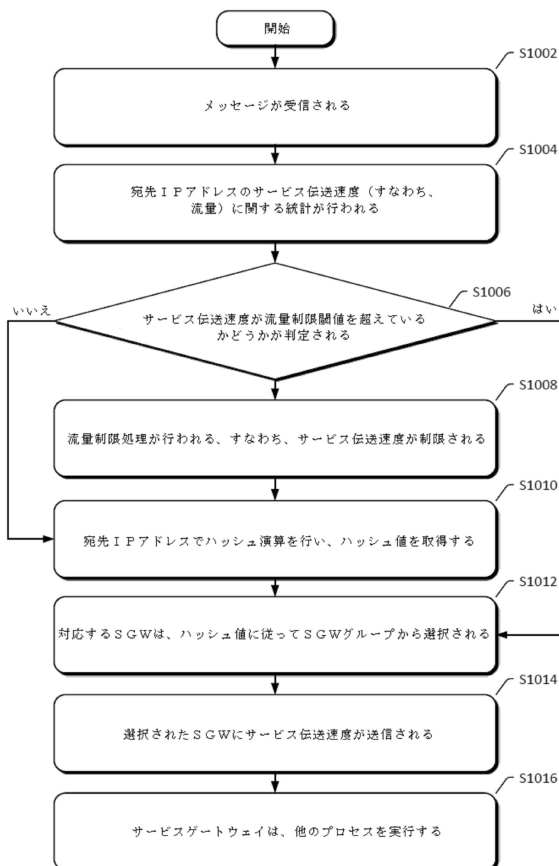 開始
S1002
メッセージが受信される
S1004
宛先ＩＰアドレスのサービス伝送速度（すなわち、
流量）に関する統計が行われる
S1006
いいえ
はい
サービス伝送速度が流量制限閾値を超えている
かどうかが判定される
S1008
流量制限処理が行われる、すなわち、サービス伝送速度が制限される
S1010
宛先ＩＰアドレスでハッシュ演算を行い、ハッシュ値を取得する
S1012
対応するＳＧＷは、ハッシュ値に従ってＳＧＷグループから選択される
S1014
選択されたＳＧＷにサービス伝送速度が送信される
S1016
サービスゲートウェイは、他のプロセスを実行する